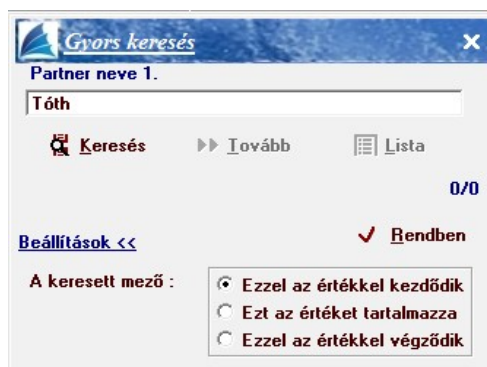 Gyors keresés
Partner neve 1.
Tóth
Keresés Tovább Lista
0/0
Beállítások << Rendben
A keresett mező : Ezzel az értékkel kezdődik
Ezt az értéket tartalmazza
Ezzel az értékkel végződik